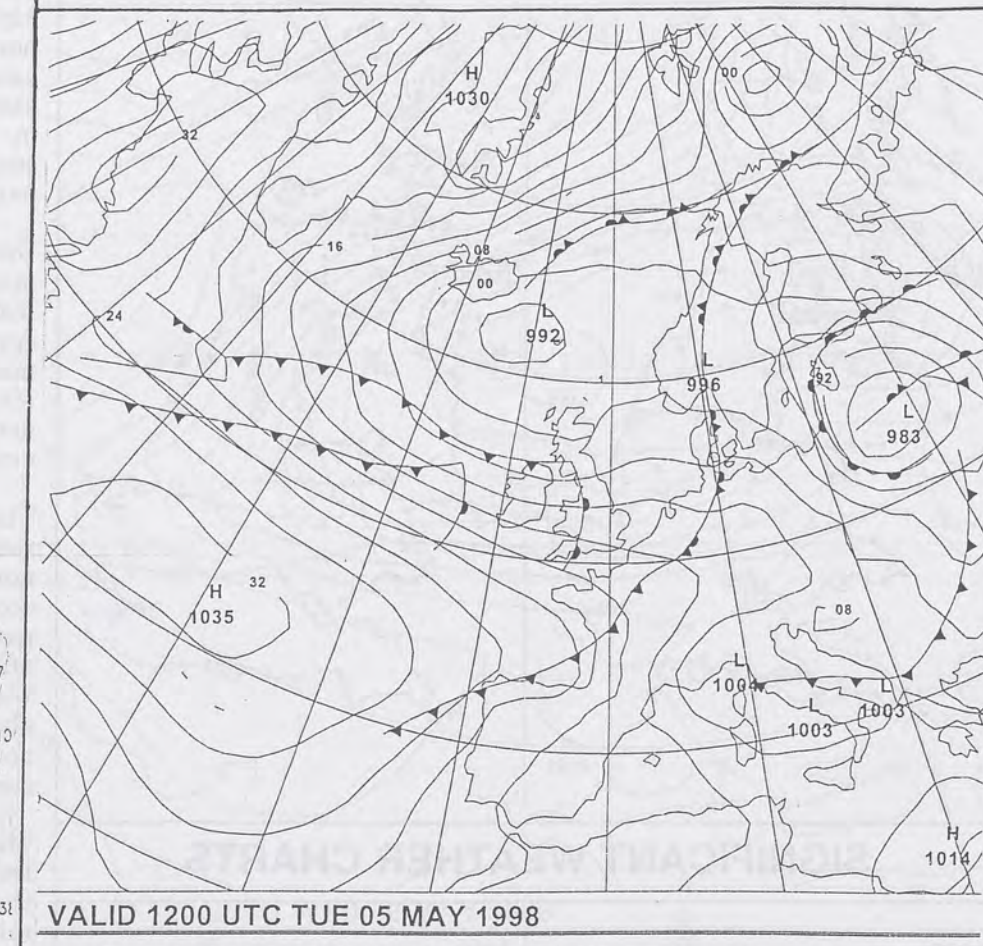 00
H
1030
32
16
08
00
24
L
992
L
996
92
L
983
32
H
1035
08
L
1004
L
1003
L
1003
H
1014
VALID 1200 UTC TUE 05 MAY 1998
SIGNIFICANT WEATHER CHARTS